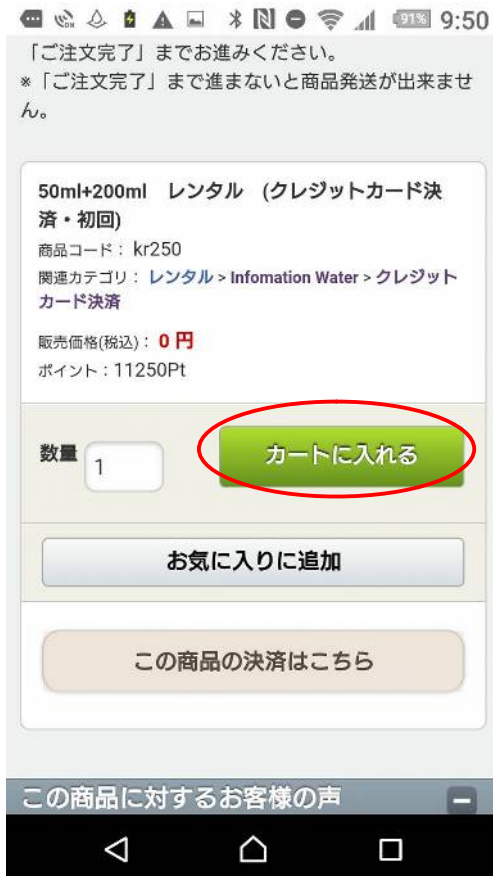 91% 9:50
「ご注文完了」までお進みください。
※「ご注文完了」まで進まないと商品発送が出来ませ
ん。
50ml+200ml　レンタル　(クレジットカード決
済・初回)
商品コード： kr250
関連カテゴリ： レンタル > Infomation Water > クレジット
カード決済
販売価格(税込)： 0 円
ポイント：11250Pt
数量 1 カートに入れる
お気に入りに追加
この商品の決済はこちら
この商品に対するお客様の声